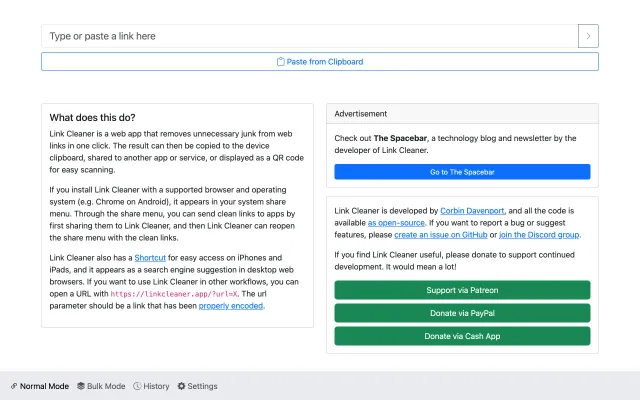 Type or paste a link here
Paste from Clipboard
What does this do?
Link Cleaner is a web app that removes unnecessary junk from web
links in one click. The result can then be copied to the device
clipboard, shared to another app or service, or displayed as a QR code
for easy scanning.
If you install Link Cleaner with a supported browser and operating
system (e.g. Chrome on Android), it appears in your system share
menu. Through the share menu, you can send clean links to apps by
first sharing them to Link Cleaner, and then Link Cleaner can reopen
the share menu with the clean links.
Link Cleaner also has a Shortcut for easy access on iPhones and
iPads, and it appears as a search engine suggestion in desktop web
browsers. If you want to use Link Cleaner in other workflows, you can
open a URL with https://linkcleaner.app/?url=X. The url
parameter should be a link that has been properly encoded.
Advertisement
Check out The Spacebar, a technology blog and newsletter by the
developer of Link Cleaner.
Go to The Spacebar
Link Cleaner is developed by Corbin Davenport, and all the code is
available as open-source. If you want to report a bug or suggest
features, please create an issue on GitHub or join the Discord group.
If you find Link Cleaner useful, please donate to support continued
development. It would mean a lot!
Support via Patreon
Donate via PayPal
Donate via Cash App
Normal Mode
Bulk Mode
History
Settings